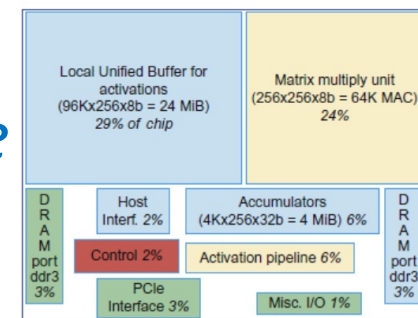 Local Unified Buffer for
activations
(96Kx256x8b = 24 MiB)
29% of chip
Matrix multiply unit
(256x256x8b = 64K MAC)
24%
?
D
R
A
M
port
ddr3
3%
Host
Interf. 2%
Accumulators
(4Kx256x32b = 4 MiB) 6%
D
R
A
M
port
ddr3
3%
Control 2%
Activation pipeline 6%
PCIe
Interface 3%
Misc. I/O 1%